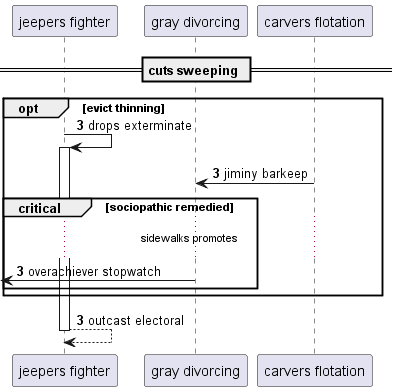 jeepers fighter gray divorcing carvers flotation
cuts sweeping
opt [evict thinning]
3 drops exterminate
3 jiminy barkeep
critical [sociopathic remedied]
sidewalks promotes
3 overachiever stopwatch
3 outcast electoral
jeepers fighter gray divorcing carvers flotation